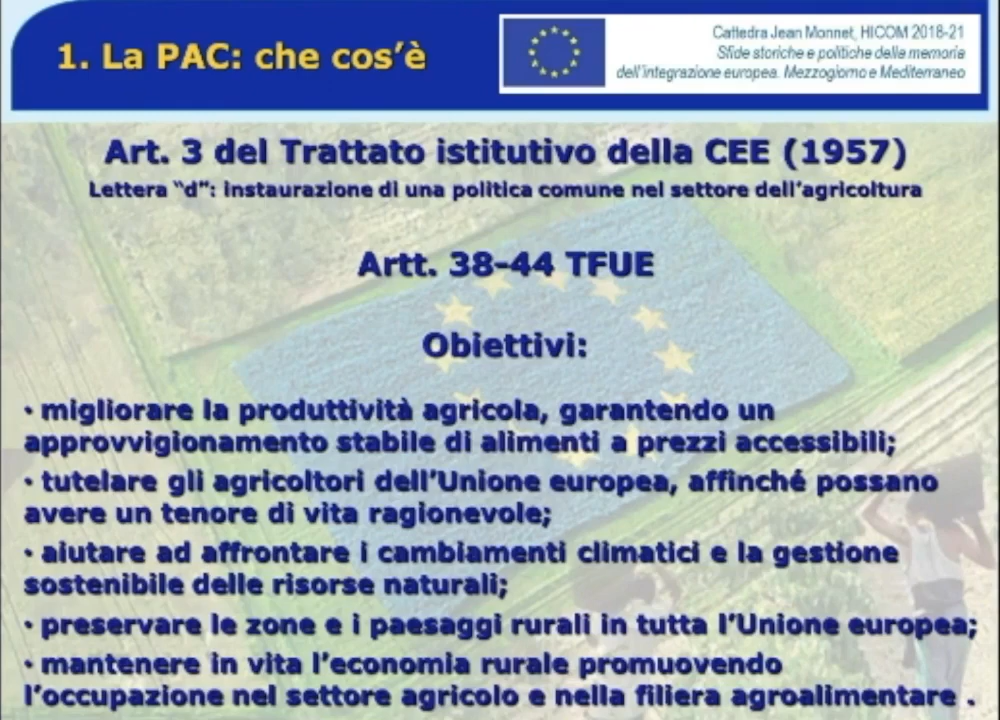 1. La PAC: che cos'è
Cattedra Jean Monnet, HICOM 2018-21
Sfide storiche e politiche della memoria
dell'integrazione europea. Mezzogiorno e Mediterraneo
Art. 3 del Trattato istitutivo della CEE (1957)
Lettera "d": instaurazione di una politica comune nel settore dell'agricoltura
Artt. 38-44 TFUE
Obiettivi:
• migliorare la produttività agricola, garantendo un
approvvigionamento stabile di alimenti a prezzi accessibili;
• tutelare gli agricoltori dell'Unione europea, affinché possano
avere un tenore di vita ragionevole;
• aiutare ad affrontare i cambiamenti climatici e la gestione
sostenibile delle risorse naturali;
• preservare le zone e i paesaggi rurali in tutta l'Unione europea;
• mantenere in vita l'economia rurale promuovendo
l'occupazione nel settore agricolo e nella filiera agroalimentare .